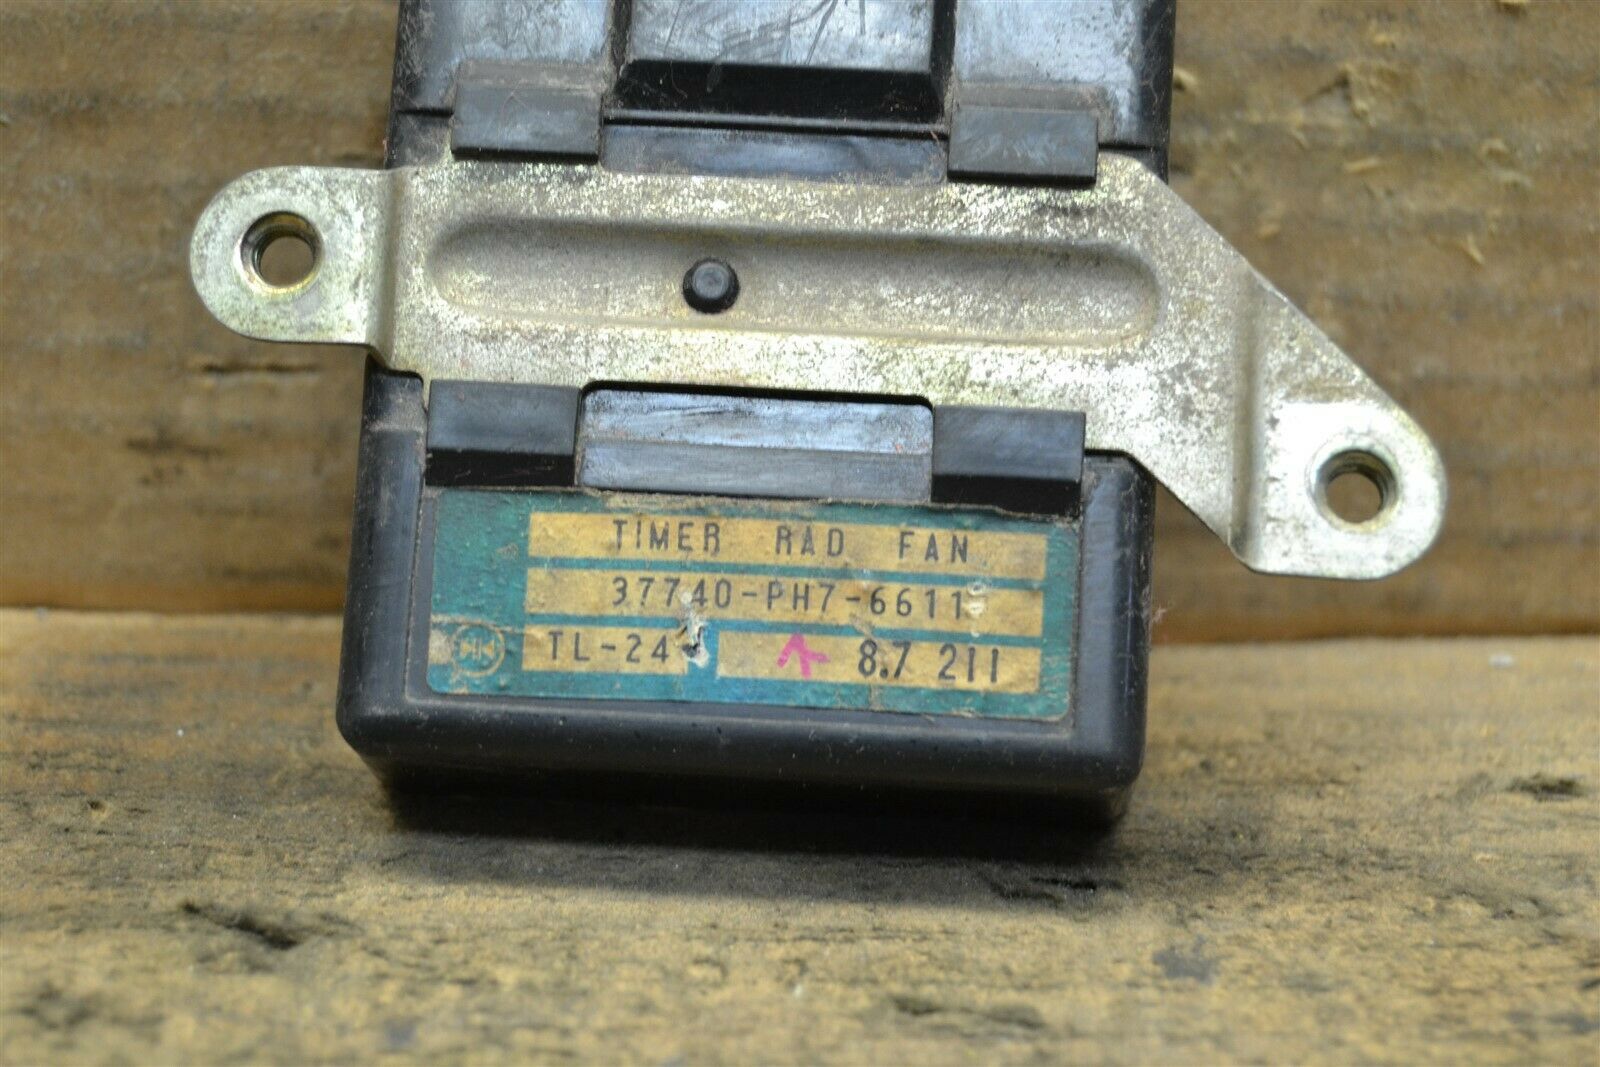 TIMER RAD FAN
37740-PH7-6611
TL-24 8.7 211